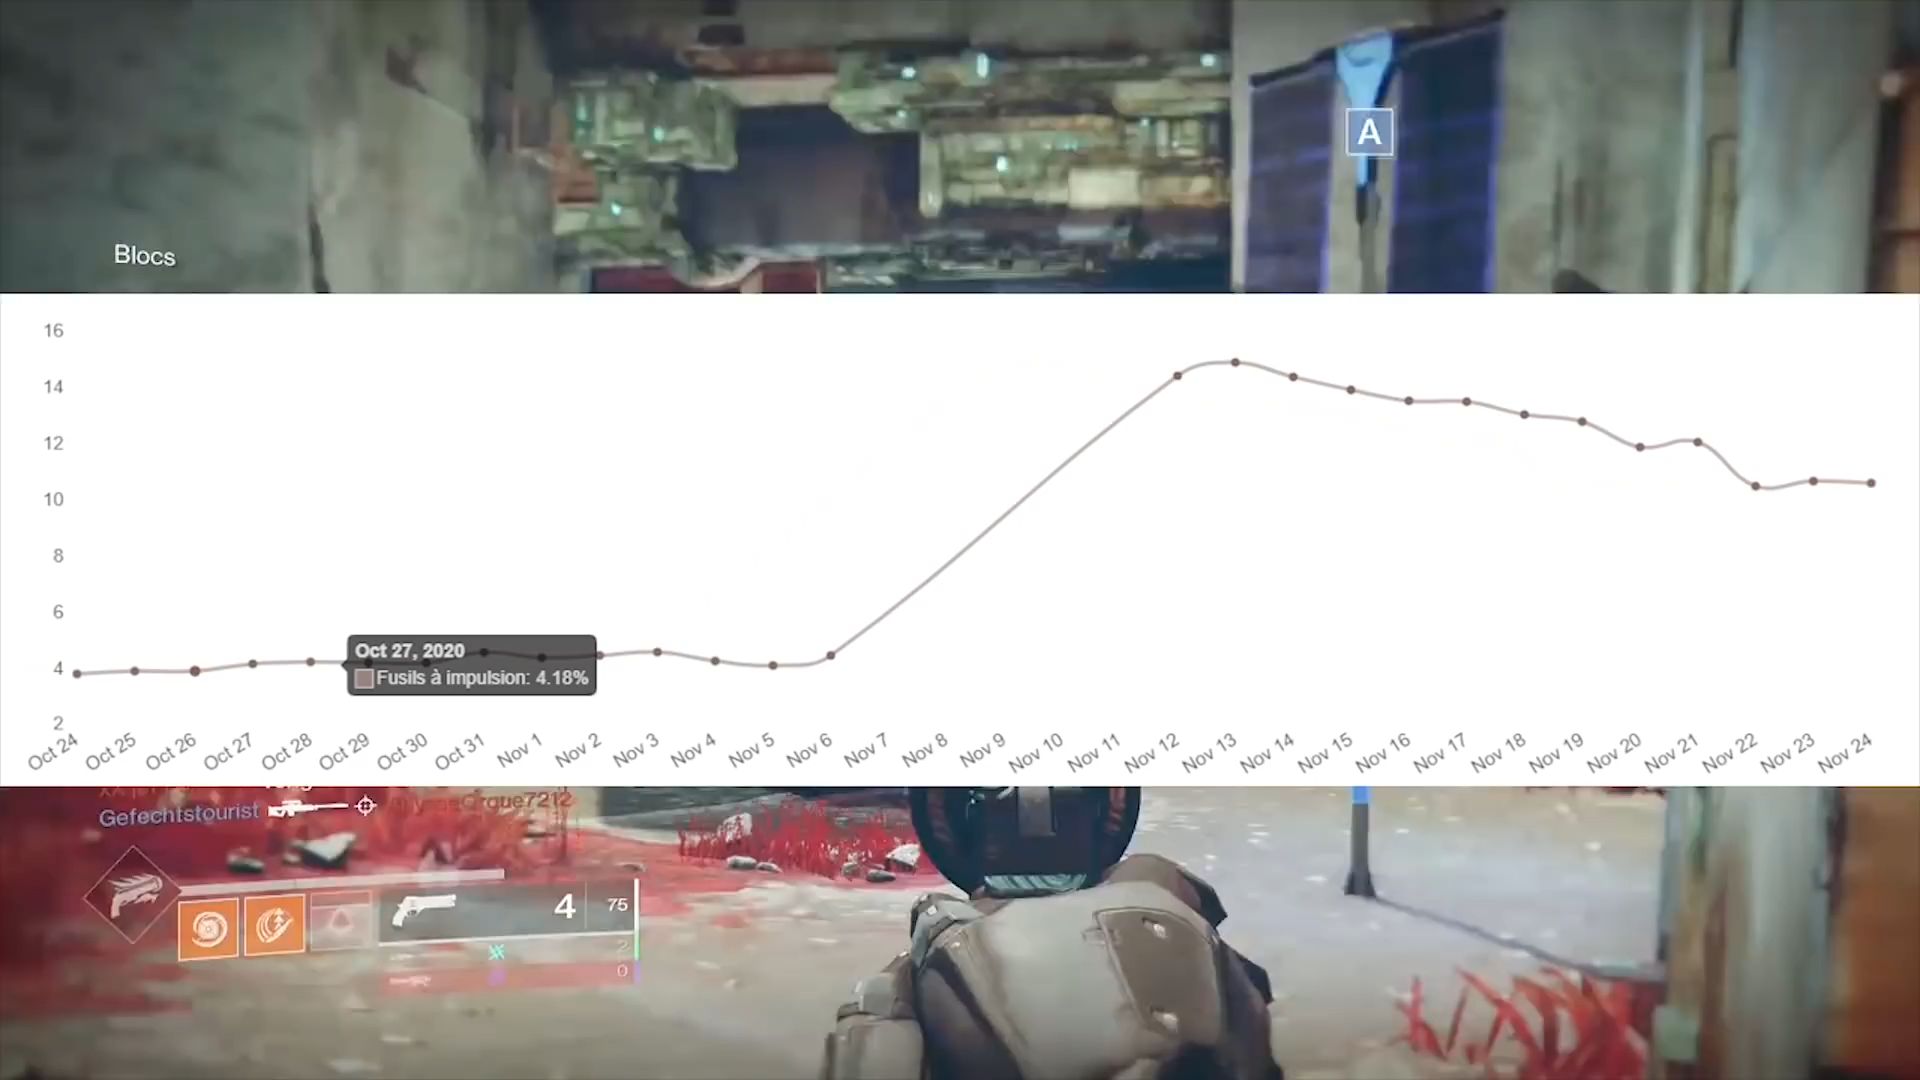 A
Blocs
16
14
12
10
8
6
4
2
Oct 27, 2020
Fusils à impulsion: 4.18%
Oct 24
Oct 25
Oct 26
Oct 27
Oct 28
Oct 29
Oct 30
Oct 31
Nov 1
Nov 2
Nov 3
Nov 4
Nov 5
Nov 6
Nov 7
Nov 8
Nov 9
Nov 10
Nov 11
Nov 12
Nov 13
Nov 14
Nov 15
Nov 16
Nov 17
Nov 18
Nov 19
Nov 20
Nov 21
Nov 22
Nov 23
Nov 24
Gefechtstourist
4
75
2
0